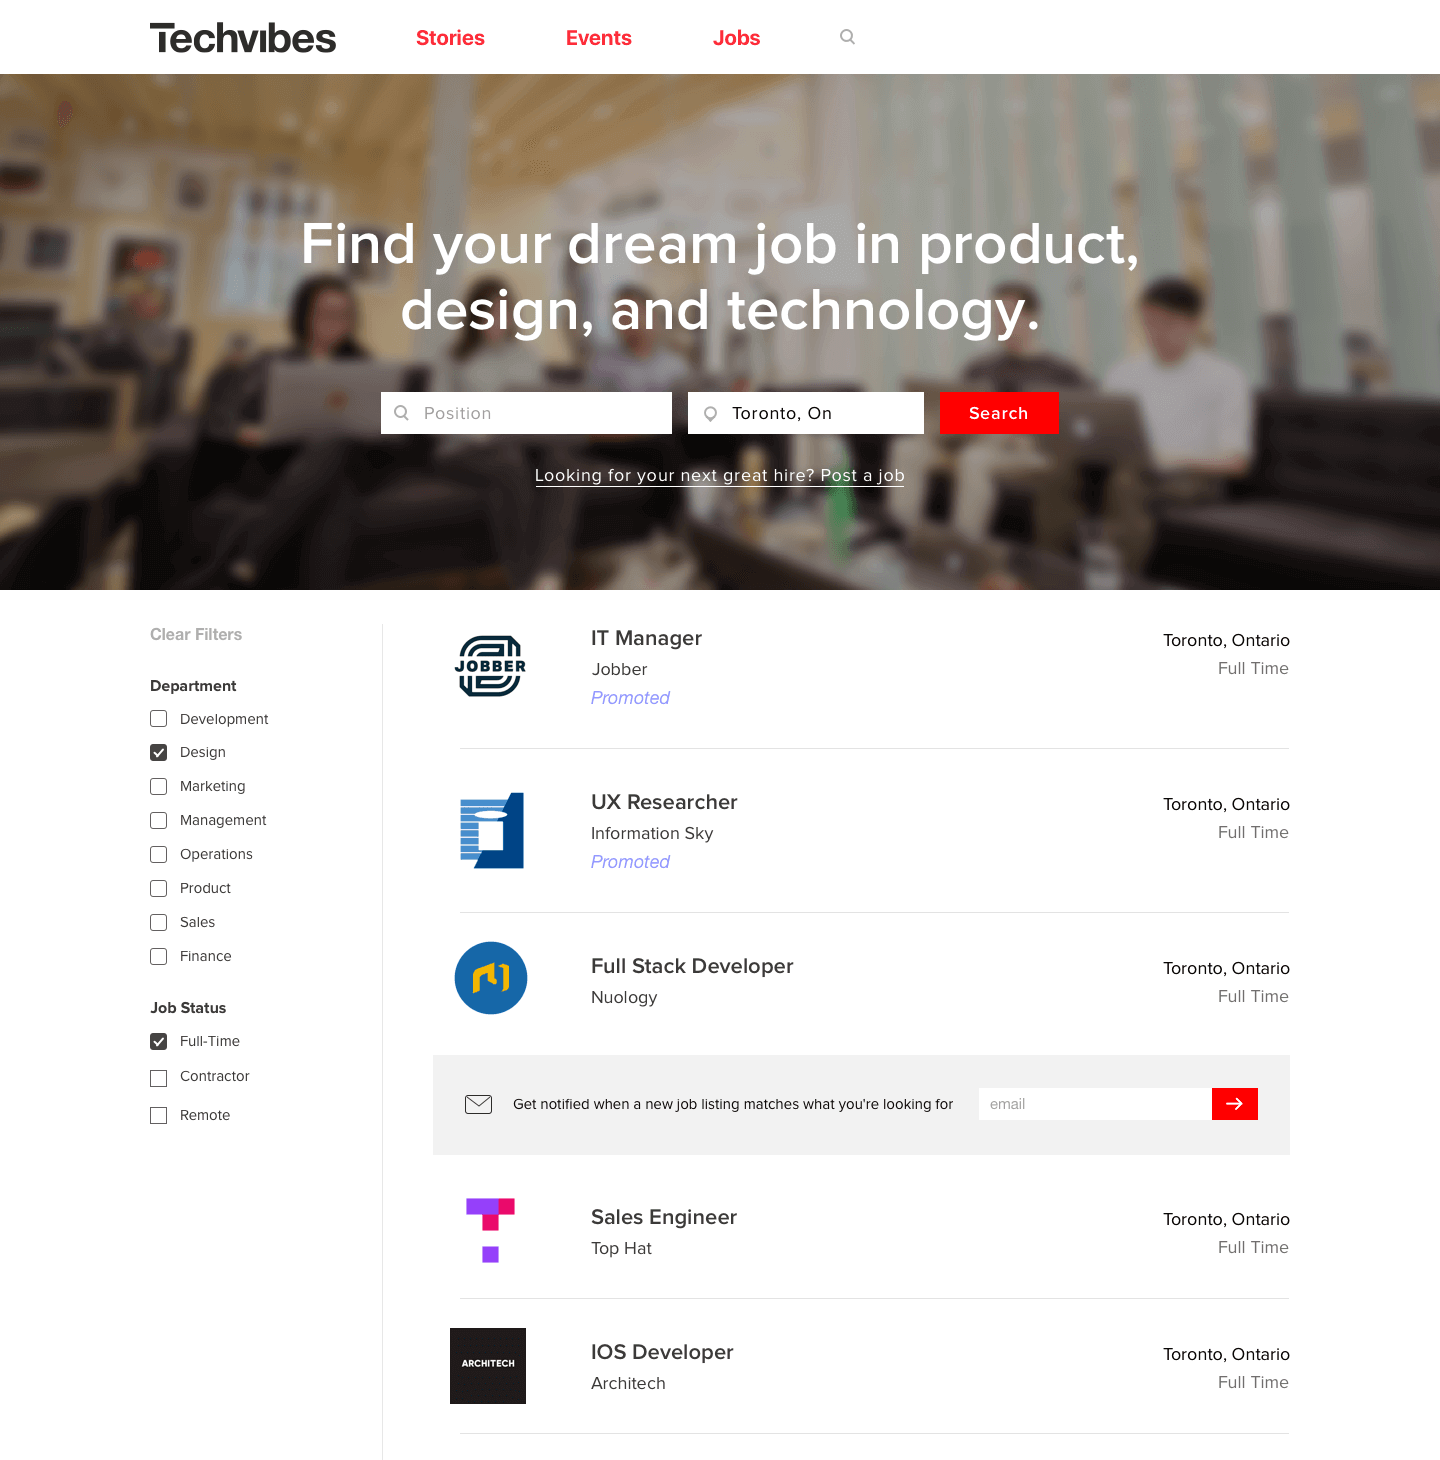 Techvibes
Stories
Events
Jobs
Find your dream job in product,
design, and technology.
Position
Toronto, On
Search
Looking for your next great hire? Post a job
Clear Filters
Department
Development
Design
Marketing
Management
Operations
Product
Sales
Finance
Job Status
Full-Time
Contractor
Remote
JOBBER
IT Manager
Jobber
Promoted
Toronto, Ontario
Full Time
UX Researcher
Information Sky
Promoted
Toronto, Ontario
Full Time
Full Stack Developer
Nuology
Toronto, Ontario
Full Time
Get notified when a new job listing matches what you're looking for
email
Sales Engineer
Top Hat
Toronto, Ontario
Full Time
ARCHITECH
IOS Developer
Architech
Toronto, Ontario
Full Time